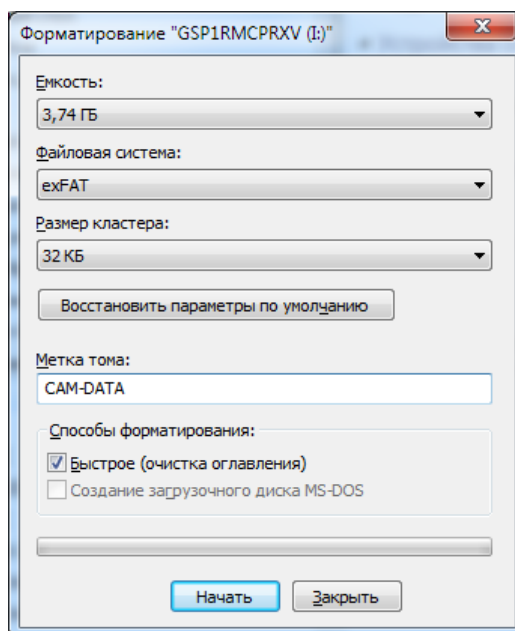 Форматирование "GSP1RMCPRXV (I:)"
Емкость:
3,74 ГБ
Файловая система:
exFAT
Размер кластера:
32 КБ
Восстановить параметры по умолчанию
Метка тома:
CAM-DATA
Способы форматирования:
Быстрое (очистка оглавления)
Создание загрузочного диска MS-DOS
Начать
Закрыть